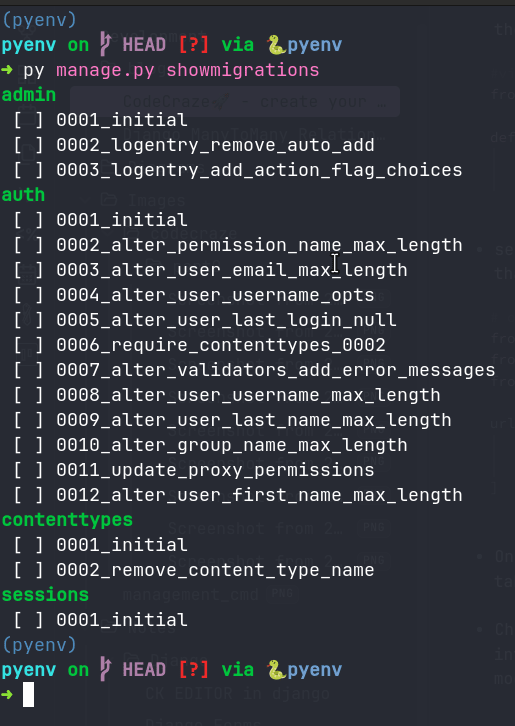 (pyenv)
pyenv on HEAD [?] via pyenv
➜ py manage.py showmigrations
admin
[ ] 0001_initial
[ ] 0002_logentry_remove_auto_add
[ ] 0003_logentry_add_action_flag_choices
auth
[ ] 0001_initial
[ ] 0002_alter_permission_name_max_length
[ ] 0003_alter_user_email_max_length
[ ] 0004_alter_user_username_opts
[ ] 0005_alter_user_last_login_null
[ ] 0006_require_contenttypes_0002
[ ] 0007_alter_validators_add_error_messages
[ ] 0008_alter_user_username_max_length
[ ] 0009_alter_user_last_name_max_length
[ ] 0010_alter_group_name_max_length
[ ] 0011_update_proxy_permissions
[ ] 0012_alter_user_first_name_max_length
contenttypes
[ ] 0001_initial
[ ] 0002_remove_content_type_name
sessions
[ ] 0001_initial
(pyenv)
pyenv on HEAD [?] via pyenv
➜